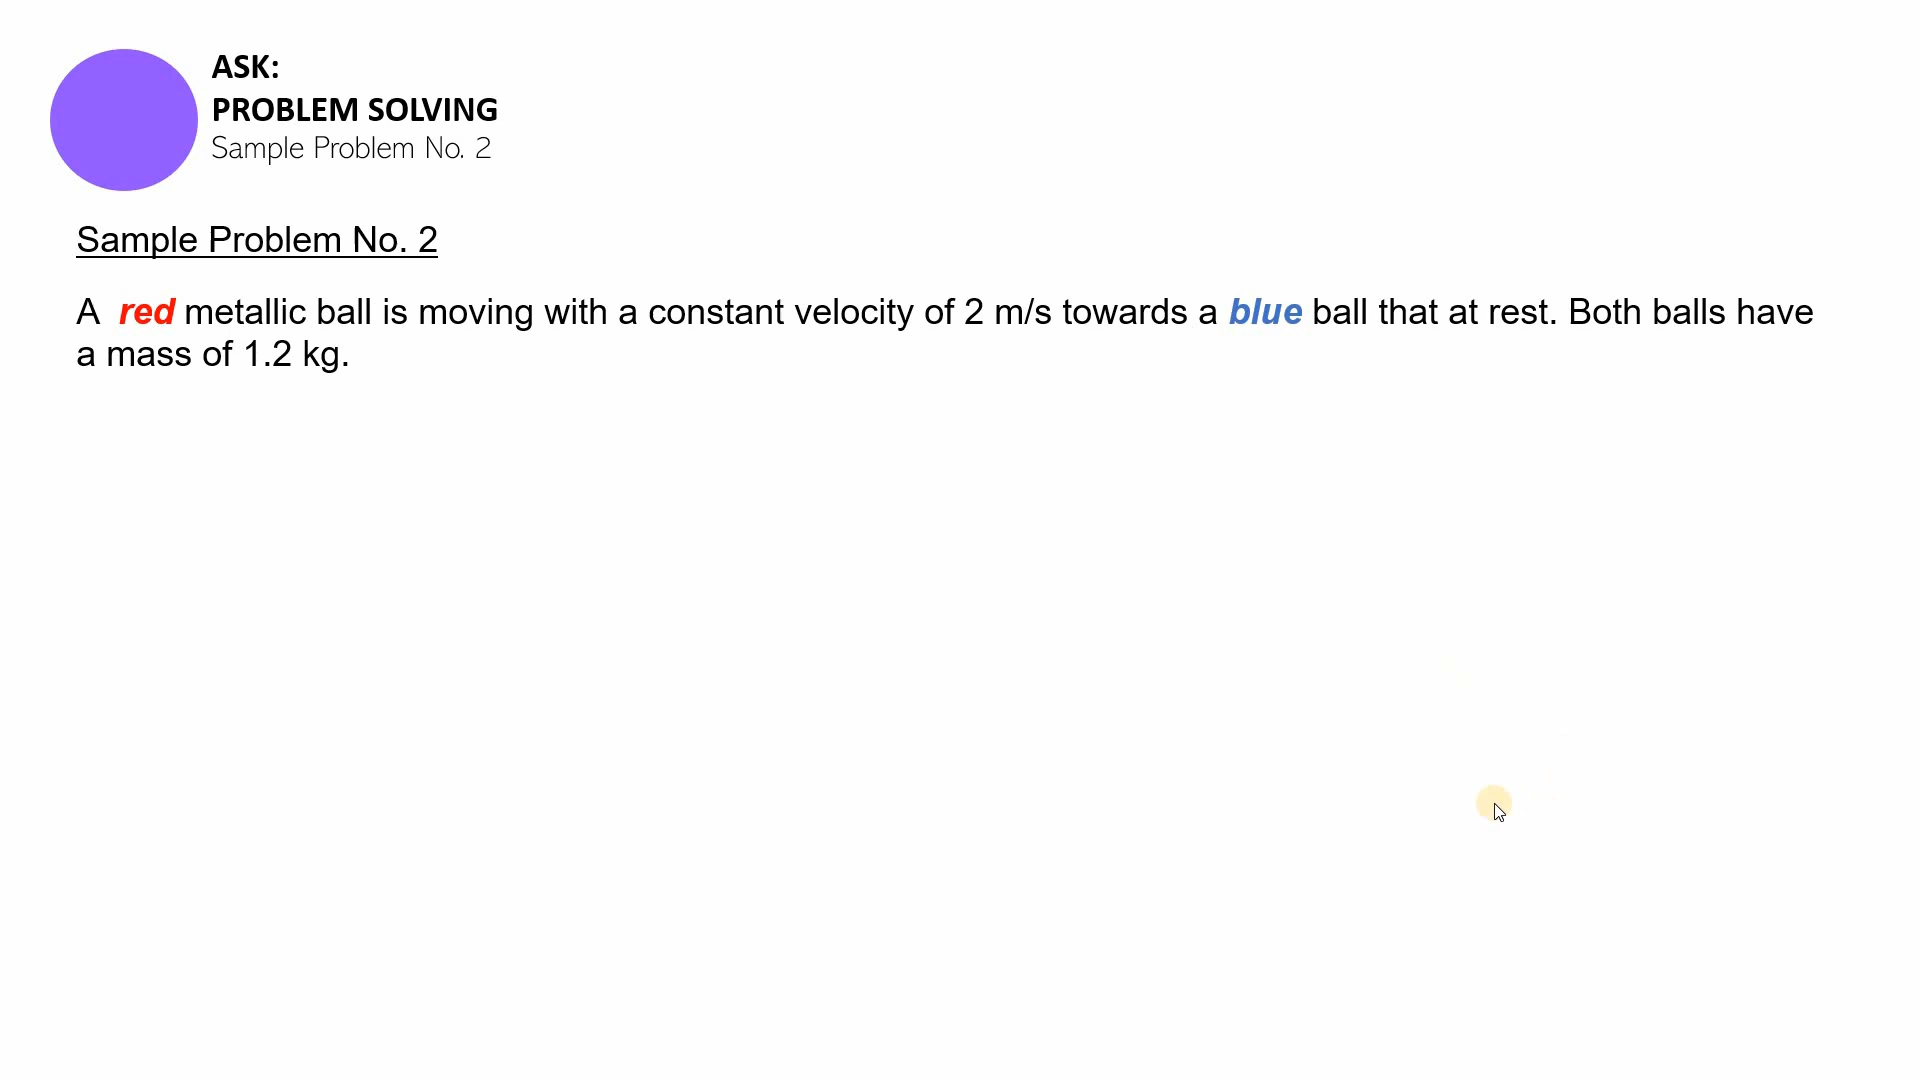 ASK:
PROBLEM SOLVING
Sample Problem No. 2
Sample Problem No. 2
A red metallic ball is moving with a constant velocity of 2 m/s towards a blue ball that at rest. Both balls have
a mass of 1.2 kg.